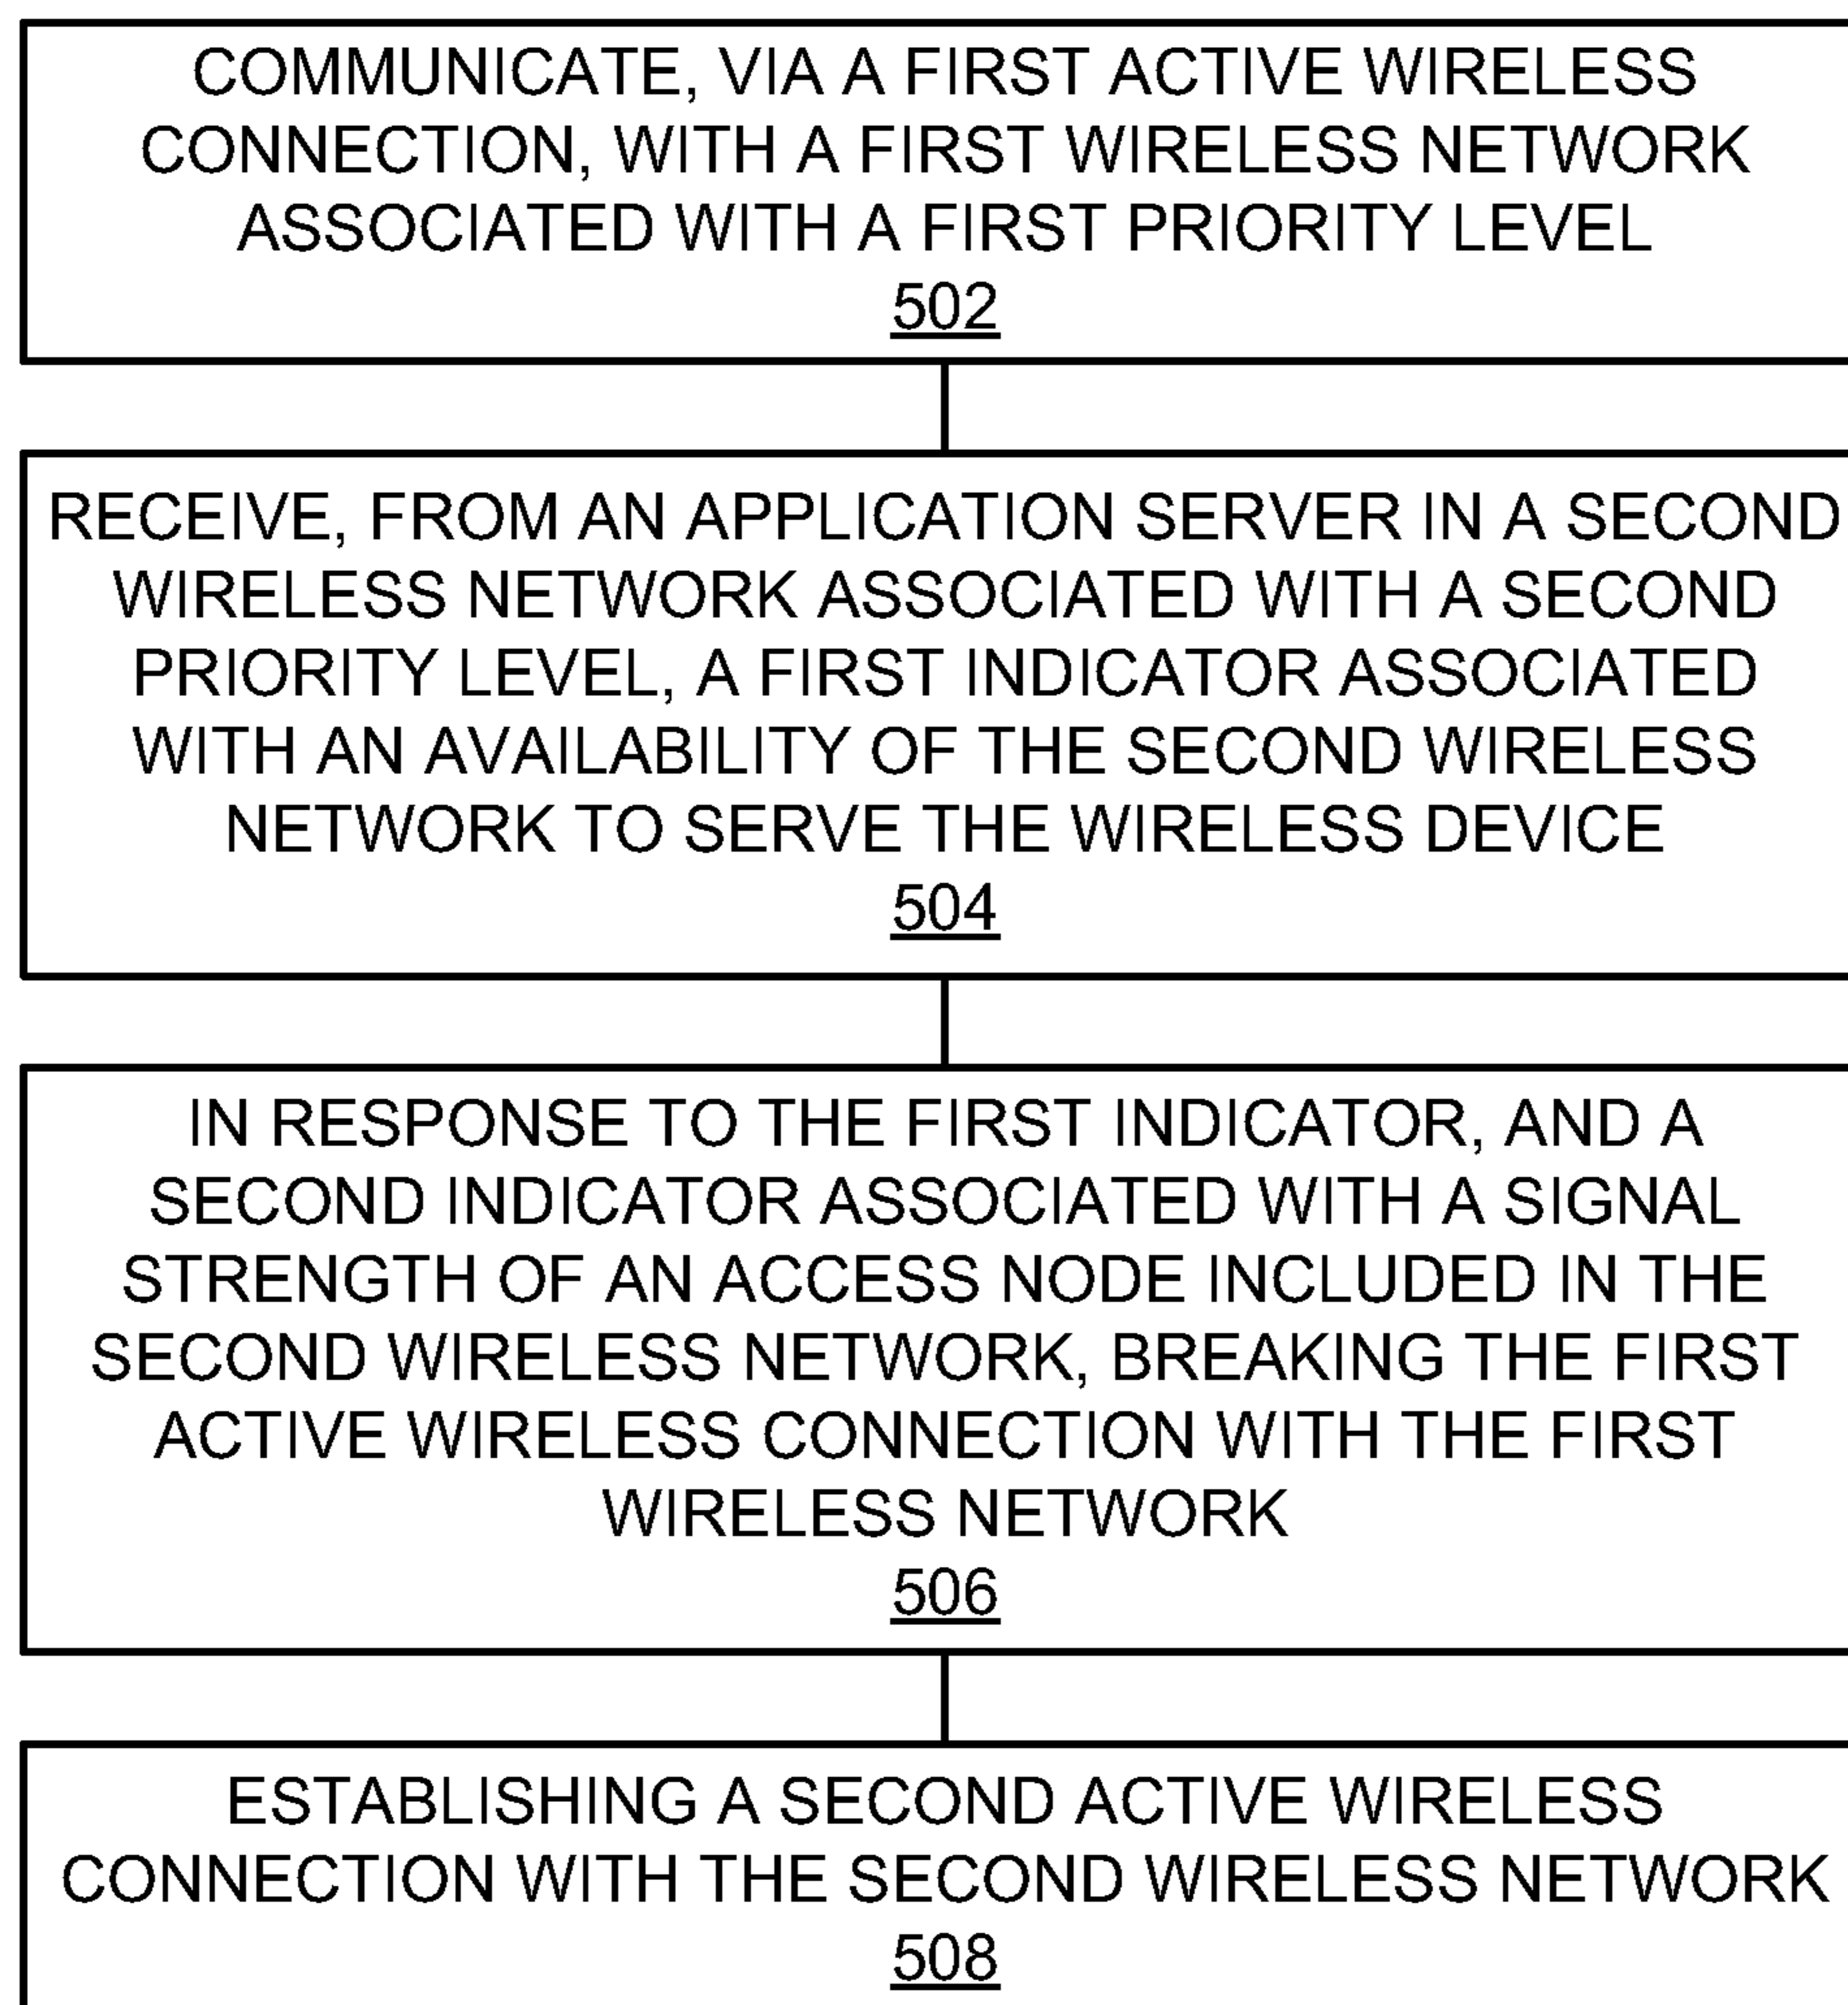 COMMUNICATE, VIA A FIRST ACTIVE WIRELESS
CONNECTION, WITH A FIRST WIRELESS NETWORK
ASSOCIATED WITH A FIRST PRIORITY LEVEL
502
RECEIVE, FROM AN APPLICATION SERVER IN A SECOND
WIRELESS NETWORK ASSOCIATED WITH A SECOND
PRIORITY LEVEL, A FIRST INDICATOR ASSOCIATED
WITH AN AVAILABILITY OF THE SECOND WIRELESS
NETWORK TO SERVE THE WIRELESS DEVICE
504
IN RESPONSE TO THE FIRST INDICATOR, AND A
SECOND INDICATOR ASSOCIATED WITH A SIGNAL
STRENGTH OF AN ACCESS NODE INCLUDED IN THE
SECOND WIRELESS NETWORK, BREAKING THE FIRST
ACTIVE WIRELESS CONNECTION WITH THE FIRST
WIRELESS NETWORK
506
ESTABLISHING A SECOND ACTIVE WIRELESS
CONNECTION WITH THE SECOND WIRELESS NETWORK
508